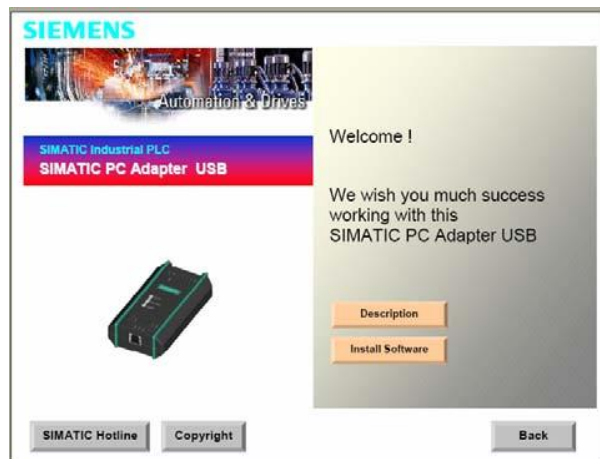 SIEMENS
Automation & Drives
SIMATIC Industrial PLC
SIMATIC PC Adapter USB
Welcome !
We wish you much success
working with this
SIMATIC PC Adapter USB
Description
Install Software
SIMATIC Hotline
Copyright
Back